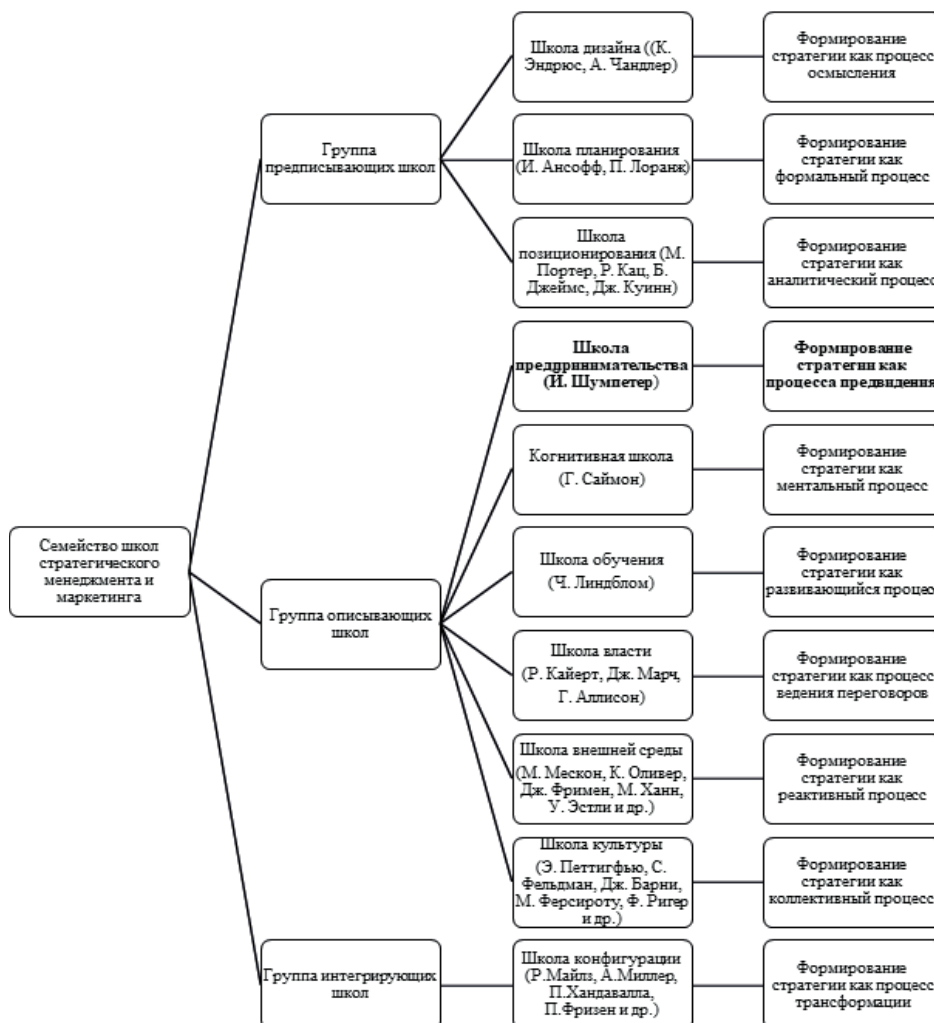 Семейство школ
стратегического
менеджмента и
маркетинга
Группа
предписывающих школ
Школа дизайна ((К.
Эндрюс, А. Чандлер)
Формирование
стратегии как процесс
осмысления
Школа планирования
(И. Ансофф, П. Лоранж)
Формирование
стратегии как
формальный процесс
Школа
позиционирования (М.
Портер, Р. Кац, Б.
Джеймс, Дж. Куинн)
Формирование
стратегии как
аналитический процесс
Группа описывающих
школ
Школа
предпринимательства
(Й. Шумпетер)
Формирование
стратегии как
процесса предвидения
Когнитивная школа
(Г. Саймон)
Формирование
стратегии как
ментальный процесс
Школа обучения
(Ч. Линдблом)
Формирование
стратегии как
развивающийся процес
Школа власти
(Р. Кайерт, Дж. Марч,
Г. Аллисон)
Формирование
стратегии как процесс
ведения переговоров
Школа внешней среды
(М. Мескон, К. Оливер,
Дж. Фримен, М. Ханн,
У. Эстли и др.)
Формирование
стратегии как
реактивный процесс
Школа культуры
(Э. Петтигфью, С.
Фельдман, Дж. Барни,
М. Ферсироту, Ф. Ригер
и др.)
Формирование
стратегии как
коллективный процесс
Группа интегрирующих
школ
Школа конфигурации
(Р.Майлз, А.Миллер,
П.Хандавалла,
П.Фризен и др.)
Формирование
стратегии как процесс
трансформации